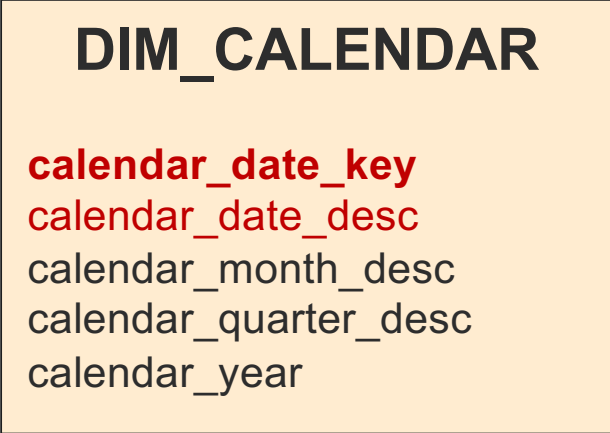 DIM_CALENDAR
calendar_date_key
calendar_date_desc
calendar_month_desc
calendar_quarter_desc
calendar_year